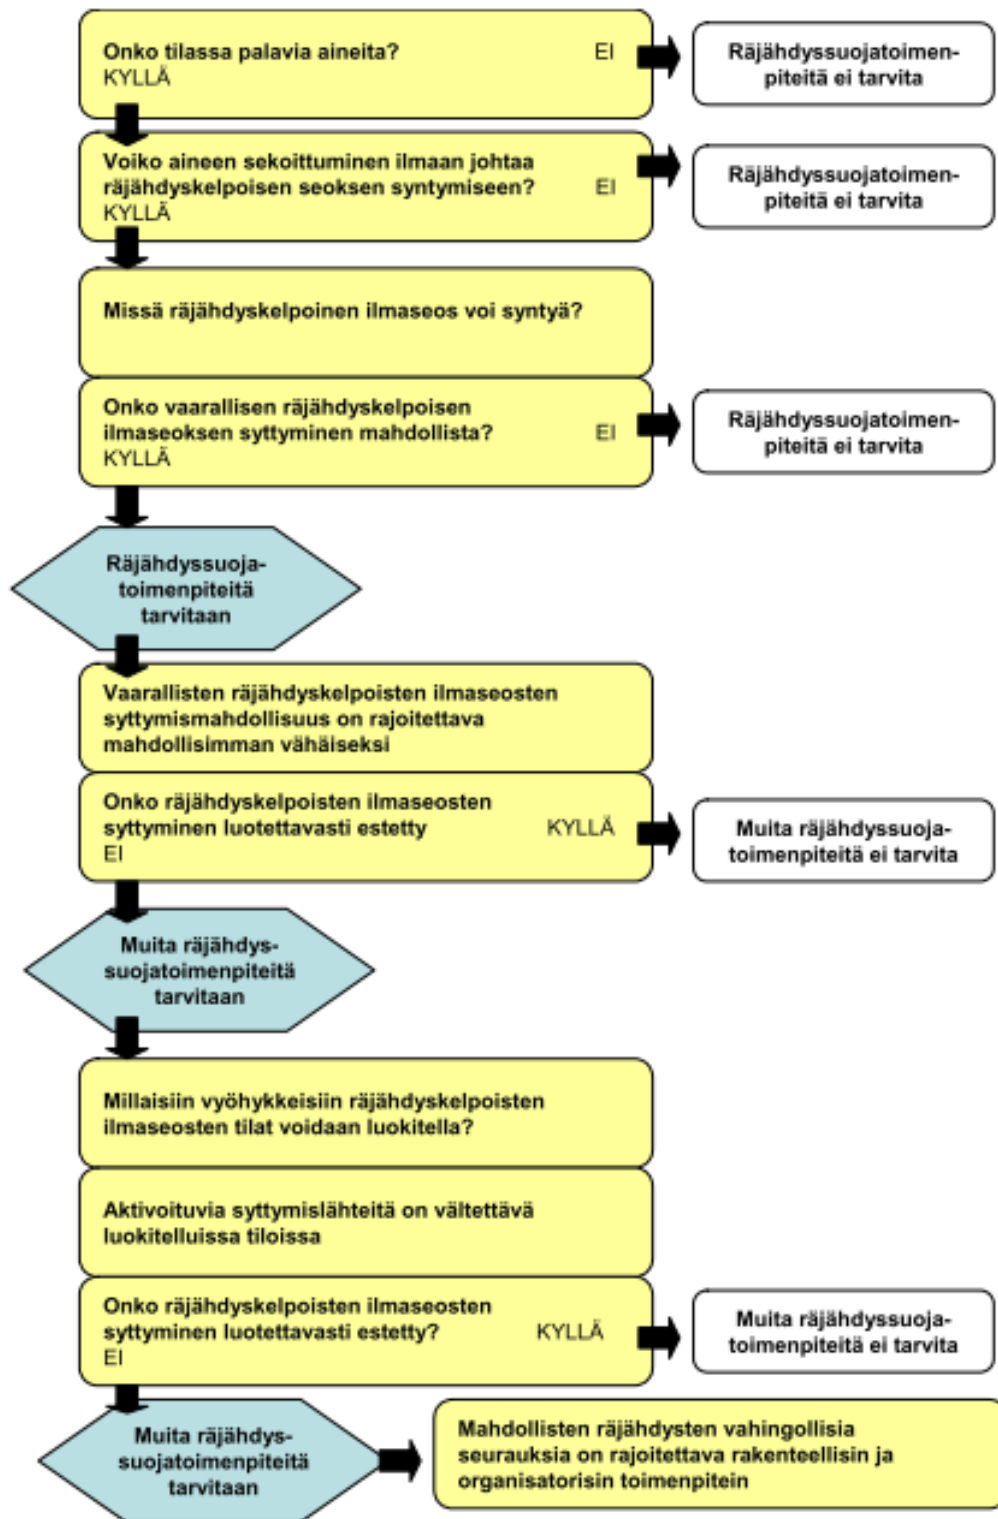 Onko tilassa palavia aineita? EI
KYLLÄ
Räjähdyssuojatoimen-
piteitä ei tarvita
Voiko aineen sekoittuminen ilmaan johtaa
räjähdyskelpoisen seoksen syntymiseen? EI
KYLLÄ
Räjähdyssuojatoimen-
piteitä ei tarvita
Missä räjähdyskelpoinen ilmaseos voi syntyä?
Onko vaarallisen räjähdyskelpoisen
ilmaseoksen syttyminen mahdollista? EI
KYLLÄ
Räjähdyssuojatoimen-
piteitä ei tarvita
Räjähdyssuoja-
toimenpiteitä
tarvitaan
Vaarallisten räjähdyskelpoisten ilmaseosten
syttymismahdollisuus on rajoitettava
mahdollisimman vähäiseksi
Onko räjähdyskelpoisten ilmaseosten
syttyminen luotettavasti estetty KYLLÄ
EI
Muita räjähdyssuoja-
toimenpiteitä ei tarvita
Muita räjähdys-
suojatoimenpiteitä
tarvitaan
Millaisiin vyöhykkeisiin räjähdyskelpoisten
ilmaseosten tilat voidaan luokitella?
Aktivoituvia syttymislähteitä on vältettävä
luokitelluissa tiloissa
Onko räjähdyskelpoisten ilmaseosten
syttyminen luotettavasti estetty? KYLLÄ
EI
Muita räjähdyssuoja-
toimenpiteitä ei tarvita
Muita räjähdys-
suojatoimenpiteitä
tarvitaan
Mahdollisten räjähdysten vahingollisia
seurauksia on rajoitettava rakenteellisin ja
organisatorisin toimenpitein